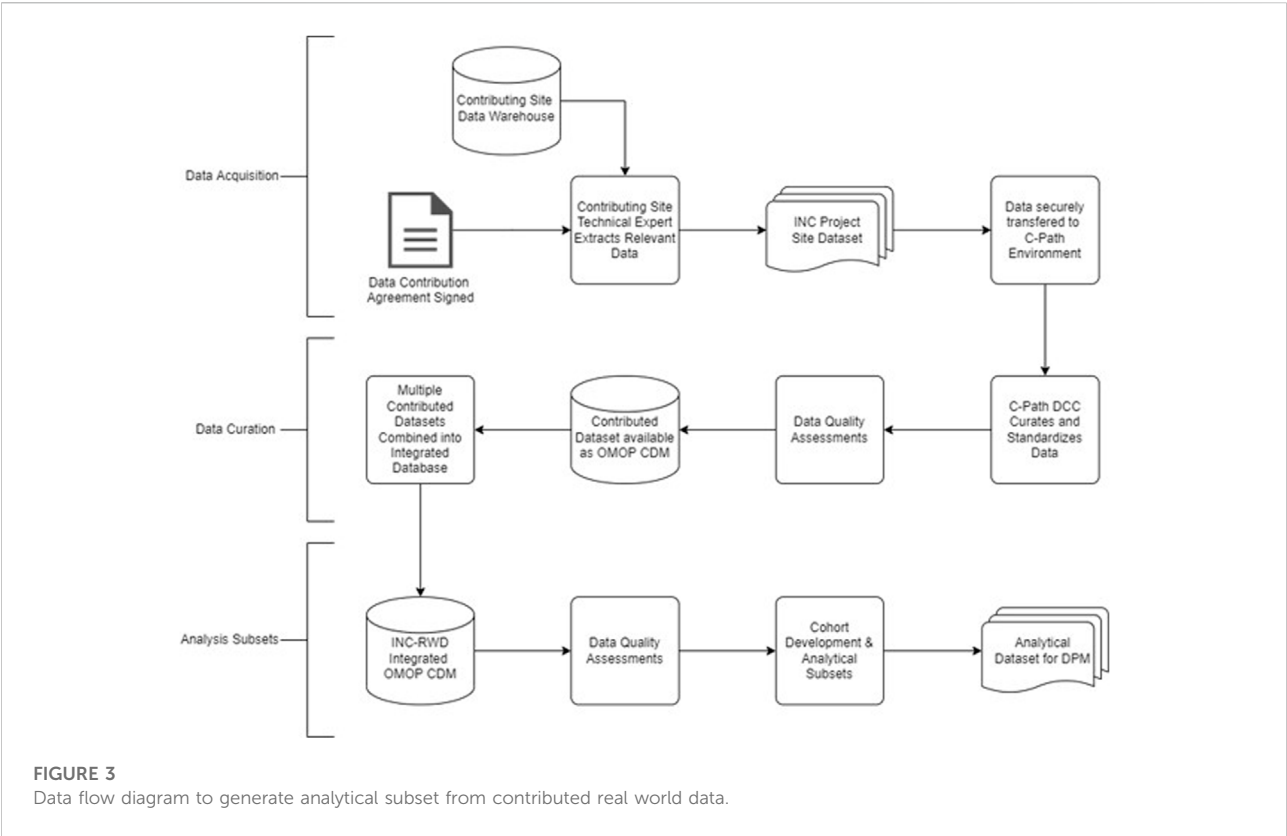 Contributing Site
Data Warehouse
Data Acquisition
Contributing Site
Technical Expert
Extracts Relevant
Data
INC Project
Site Dataset
Data securely
transfered to
C-Path
Environment
Data Contribution
Agreement Signed
Data Curation
Multiple
Contributed
Datasets
Combined into
Integrated
Database
Contributed
Dataset available
as OMOP CDM
Data Quality
Assessments
C-Path DCC
Curates and
Standardizes
Data
Analysis Subsets
INC-RWD
Integrated
OMOP CDM
Data Quality
Assessments
Cohort
Development &
Analytical
Subsets
Analytical
Dataset for DPM
FIGURE 3
Data flow diagram to generate analytical subset from contributed real world data.